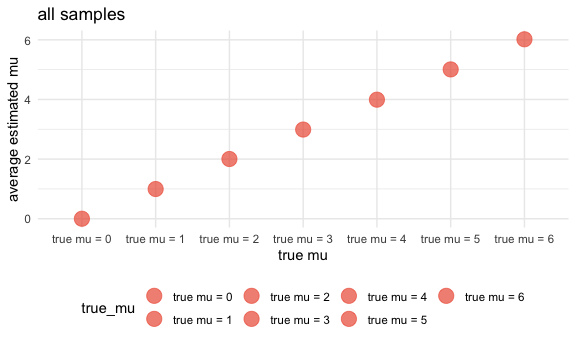 all samples
average estimated mu
6
4
2
0
true mu = 0 true mu = 1 true mu = 2 true mu = 3 true mu = 4 true mu = 5 true mu = 6
true mu
true_mu
true mu = 0 true mu = 2 true mu = 4 true mu = 6
true mu = 1 true mu = 3 true mu = 5